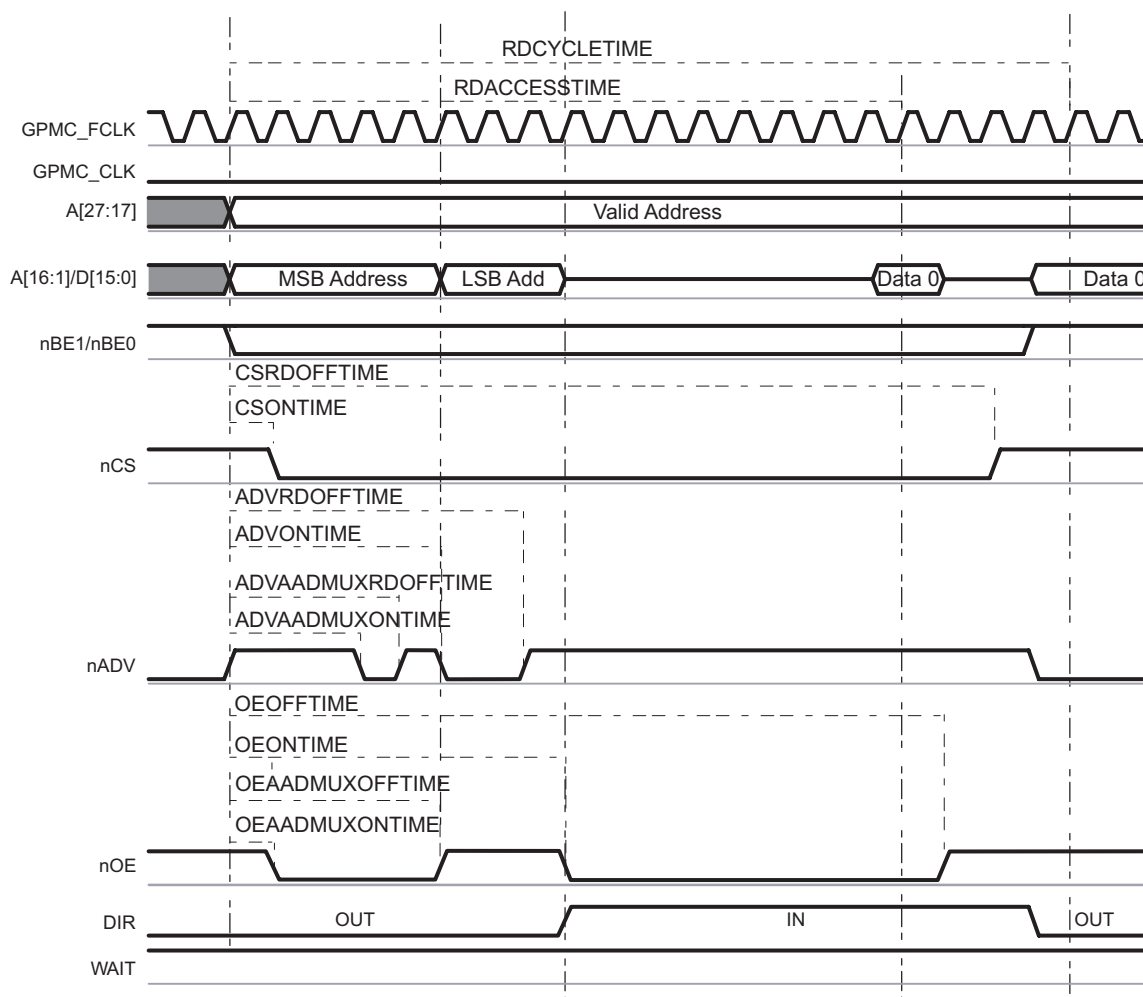 RDCYCLETIME
RDACCESSTIME
GPMC_FCLK
GPMC_CLK
A[27:17]
Valid Address
A[16:1]/D[15:0]
MSB Address
LSB Add
Data 0
Data 0
nBE1/nBE0
CSRDOFFTIME
CSONTIME
nCS
ADVRDOFFTIME
ADVONTIME
ADVAADMUXRDOFFTIME
ADVAADMUXONTIME
nADV
OEOFFTIME
OEONTIME
OEAADMUXOFFTIME
OEAADMUXONTIME
nOE
DIR
OUT
IN
OUT
WAIT